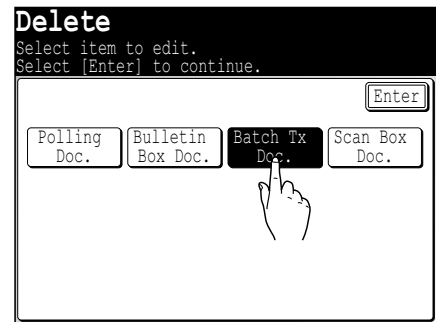 Delete
Select item to edit.
Select [Enter] to continue.
Enter
Polling Doc.
Bulletin Box Doc.
Batch Tx Doc.
Scan Box Doc.